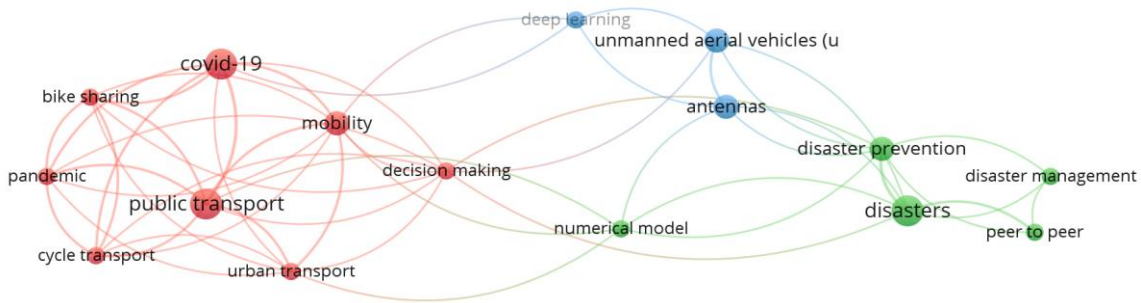 deep learning
unmanned aerial vehicles (u
covid-19
bike sharing
antennas
mobility
disaster prevention
decision making
pandemic
disaster management
public transport
disasters
numerical model
peer to peer
cycle transport
urban transport